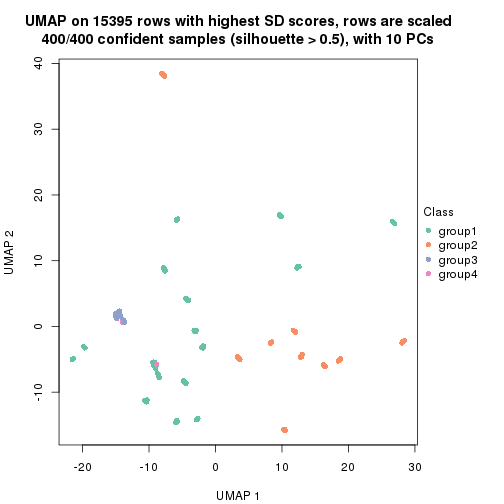 UMAP on 15395 rows with highest SD scores, rows are scaled
400/400 confident samples (silhouette > 0.5), with 10 PCs
40
30
20
10
0
-10
UMAP 2
-20
-10
0
10
20
30
UMAP 1
Class
group1
group2
group3
group4